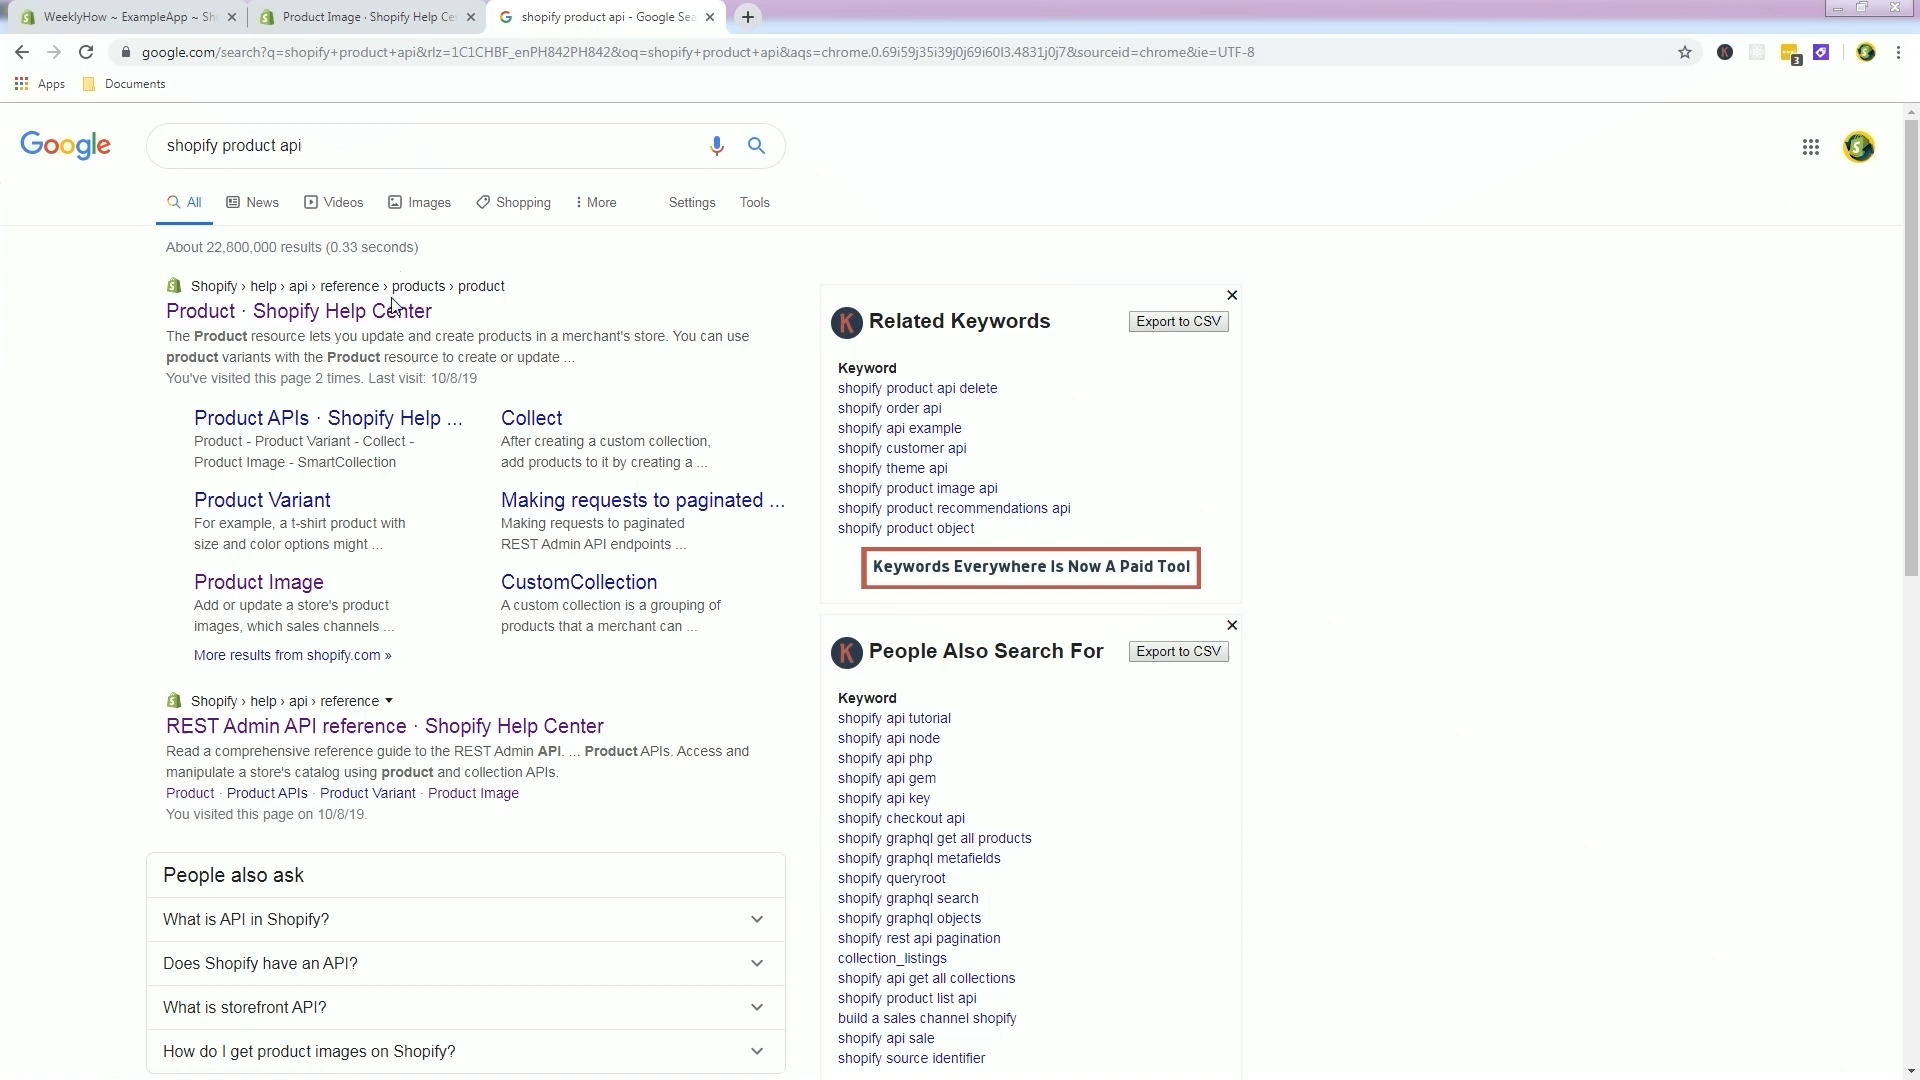 WeeklyHow ~ ExampleApp ~ Sh
Product Image · Shopify Help Ce
shopify product api - Google Sea
google.com/search?q=shopify+product+api&rlz=1C1CHBF_enPH842PH842&oq=shopify+product+api&aqs=chrome.0.69i59j35i39j0j69i60l3.4831j0j7&sourceid=chrome&ie=UTF-8
3
Apps
Documents
Google
shopify product api
All
News
Videos
Images
Shopping
More
Settings
Tools
About 22,800,000 results (0.33 seconds)
Shopify › help › api › reference › products › product
Product · Shopify Help Center
The Product resource lets you update and create products in a merchant's store. You can use
product variants with the Product resource to create or update ...
You've visited this page 2 times. Last visit: 10/8/19
Product APIs · Shopify Help ...
Product - Product Variant - Collect -
Product Image - SmartCollection
Collect
After creating a custom collection,
add products to it by creating a ...
Product Variant
For example, a t-shirt product with
size and color options might ...
Making requests to paginated ...
Making requests to paginated
REST Admin API endpoints ...
Product Image
Add or update a store's product
images, which sales channels ...
CustomCollection
A custom collection is a grouping of
products that a merchant can ...
More results from shopify.com »
Shopify › help › api › reference
REST Admin API reference · Shopify Help Center
Read a comprehensive reference guide to the REST Admin API. ... Product APIs. Access and
manipulate a store's catalog using product and collection APIs.
Product · Product APIs · Product Variant · Product Image
You visited this page on 10/8/19.
People also ask
What is API in Shopify?
Does Shopify have an API?
What is storefront API?
How do I get product images on Shopify?
K
Related Keywords
Export to CSV
Keyword
shopify product api delete
shopify order api
shopify api example
shopify customer api
shopify theme api
shopify product image api
shopify product recommendations api
shopify product object
Keywords Everywhere Is Now A Paid Tool
K
People Also Search For
Export to CSV
Keyword
shopify api tutorial
shopify api node
shopify api php
shopify api gem
shopify api key
shopify checkout api
shopify graphql get all products
shopify graphql metafields
shopify queryroot
shopify graphql search
shopify graphql objects
shopify rest api pagination
collection_listings
shopify api get all collections
shopify product list api
build a sales channel shopify
shopify api sale
shopify source identifier